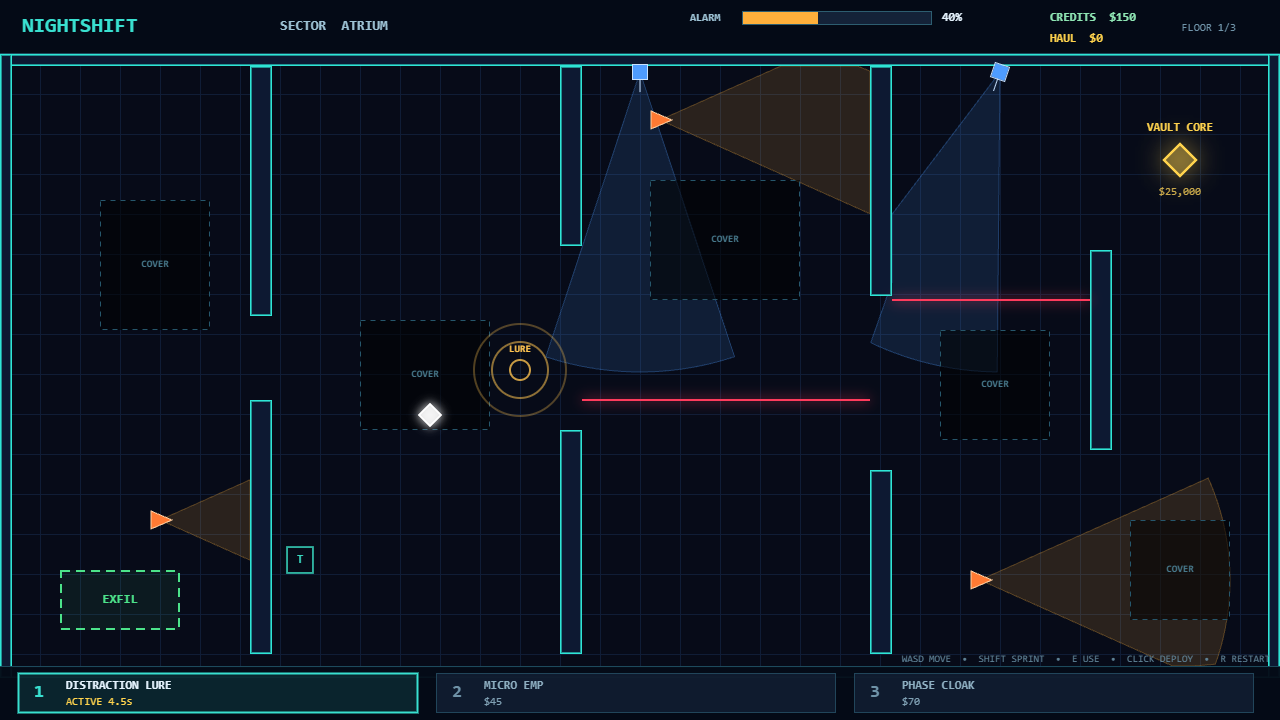 NIGHTSHIFT
SECTOR ATRIUM
ALARM 40%
CREDITS $150
HAUL $0
FLOOR 1/3
VAULT CORE
$25,000
COVER
COVER
LURE
COVER
COVER
T
COVER
EXFIL
WASD MOVE • SHIFT SPRINT • E USE • CLICK DEPLOY • R RESTART
1 DISTRACTION LURE
ACTIVE 4.5s
2 MICRO EMP
$45
3 PHASE CLOAK
$70